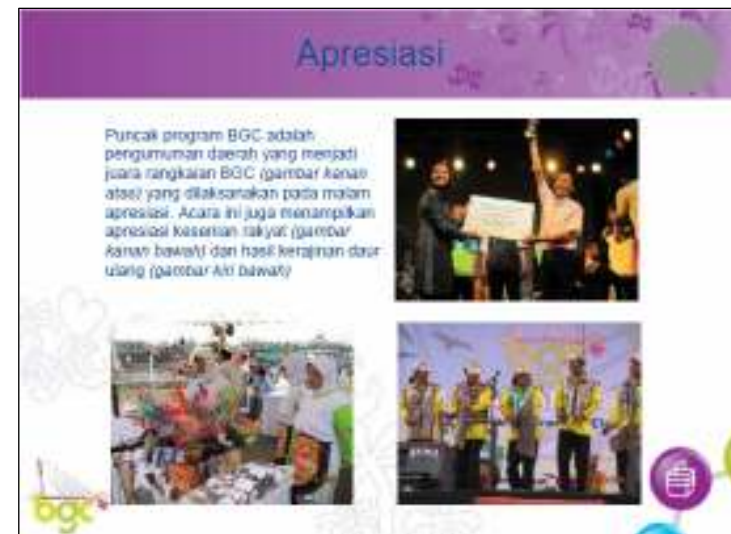 Apresiasi
Puncak program BGC adalah
pengumuman daerah yang menjadi
juara rangkaian BGC (gambar kanan
atas) yang dilaksanakan pada malam
apresiasi. Acara ini juga menampilkan
apresiasi kesenian rakyat (gambar
kanan bawah) dan hasil kerajinan daur
ulang (gambar kiri bawah)
bgc
bgc